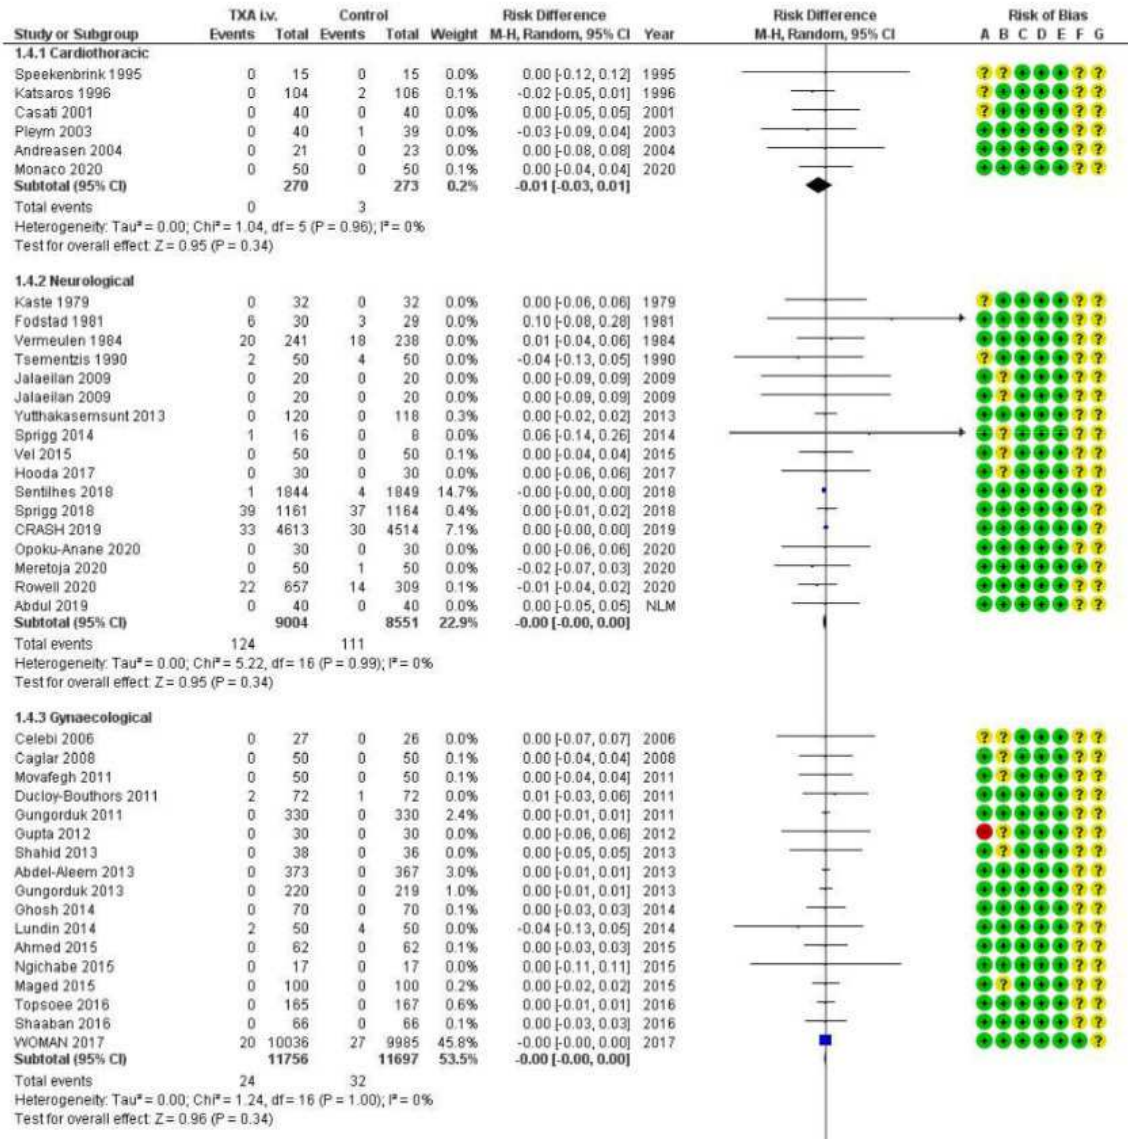 TXA i.v. Control Risk Difference Risk Difference Risk of Bias
Study or Subgroup Events Total Events Total Weight M-H, Random, 95% CI Year M-H, Random, 95% CI A B C D E F G
1.4.1 Cardiothoracic
Speekenbrink 1995 0 15 0 15 0.0% 0.00 [-0.12, 0.12] 1995 ? ? + + + ? ?
Katsaros 1996 0 104 2 106 0.1% -0.02 [-0.05, 0.01] 1996 ? + + + + ? ?
Casati 2001 0 40 0 40 0.0% 0.00 [-0.05, 0.05] 2001 ? + + + + ? ?
Pleym 2003 0 40 1 39 0.0% -0.03 [-0.09, 0.04] 2003 + + + + + ? ?
Andreasen 2004 0 21 0 23 0.0% 0.00 [-0.08, 0.08] 2004 + + + + + ? ?
Monaco 2020 0 50 0 50 0.1% 0.00 [-0.04, 0.04] 2020 + + + + + ? ?
Subtotal (95% CI) 270 273 0.2% -0.01 [-0.03, 0.01]
Total events 0 3
Heterogeneity: Tau² = 0.00; Chi² = 1.04, df = 5 (P = 0.96); I² = 0%
Test for overall effect: Z = 0.95 (P = 0.34)
1.4.2 Neurological
Kaste 1979 0 32 0 32 0.0% 0.00 [-0.06, 0.06] 1979 ? + + + + ? ?
Fodstad 1981 6 30 3 29 0.0% 0.10 [-0.08, 0.28] 1981 + + + + + ? ?
Vermeulen 1984 20 241 18 238 0.0% 0.01 [-0.04, 0.06] 1984 + + + + + ? ?
Tsementzis 1990 2 50 4 50 0.0% -0.04 [-0.13, 0.05] 1990 ? + + + + ? ?
Jalaeilan 2009 0 20 0 20 0.0% 0.00 [-0.09, 0.09] 2009 + ? + + + ? ?
Jalaeilan 2009 0 20 0 20 0.0% 0.00 [-0.09, 0.09] 2009 + ? + + + ? ?
Yutthakasemsunt 2013 0 120 0 118 0.3% 0.00 [-0.02, 0.02] 2013 + + + + + ? ?
Sprigg 2014 1 16 0 8 0.0% 0.06 [-0.14, 0.26] 2014 + ? + + + ? ?
Vel 2015 0 50 0 50 0.1% 0.00 [-0.04, 0.04] 2015 + ? + + + ? ?
Hooda 2017 0 30 0 30 0.0% 0.00 [-0.06, 0.06] 2017 + ? + + + ? ?
Sentilhes 2018 1 1844 4 1849 14.7% -0.00 [-0.00, 0.00] 2018 + + + + + + ?
Sprigg 2018 39 1161 37 1164 0.4% 0.00 [-0.01, 0.02] 2018 + + + + + + ?
CRASH 2019 33 4613 30 4514 7.1% 0.00 [-0.00, 0.00] 2019 + + + + + + ?
Opoku-Anane 2020 0 30 0 30 0.0% 0.00 [-0.06, 0.06] 2020 + + + + + ? ?
Meretoja 2020 0 50 1 50 0.0% -0.02 [-0.07, 0.03] 2020 + + + + + + ?
Rowell 2020 22 657 14 309 0.1% -0.01 [-0.04, 0.02] 2020 + + + + + ? ?
Abdul 2019 0 40 0 40 0.0% 0.00 [-0.05, 0.05] NLM + + + + + ? ?
Subtotal (95% CI) 9004 8551 22.9% -0.00 [-0.00, 0.00]
Total events 124 111
Heterogeneity: Tau² = 0.00; Chi² = 5.22, df = 16 (P = 0.99); I² = 0%
Test for overall effect: Z = 0.95 (P = 0.34)
1.4.3 Gynaecological
Celebi 2006 0 27 0 26 0.0% 0.00 [-0.07, 0.07] 2006 ? ? + + + ? ?
Caglar 2008 0 50 0 50 0.1% 0.00 [-0.04, 0.04] 2008 + ? + + + ? ?
Movafegh 2011 0 50 0 50 0.1% 0.00 [-0.04, 0.04] 2011 + + + + + ? ?
Ducloy-Bouthors 2011 2 72 1 72 0.0% 0.01 [-0.03, 0.06] 2011 + + + + + ? ?
Gungorduk 2011 0 330 0 330 2.4% 0.00 [-0.01, 0.01] 2011 + + + + + ? ?
Gupta 2012 0 30 0 30 0.0% 0.00 [-0.06, 0.06] 2012 ? + + + ? ?
Shahid 2013 0 38 0 36 0.0% 0.00 [-0.05, 0.05] 2013 + ? + + + ? ?
Abdel-Aleem 2013 0 373 0 367 3.0% 0.00 [-0.01, 0.01] 2013 + + + + + ? ?
Gungorduk 2013 0 220 0 219 1.0% 0.00 [-0.01, 0.01] 2013 + + + + + ? ?
Ghosh 2014 0 70 0 70 0.1% 0.00 [-0.03, 0.03] 2014 + + + + + ? ?
Lundin 2014 2 50 4 50 0.0% -0.04 [-0.13, 0.05] 2014 + + + + + ? ?
Ahmed 2015 0 62 0 62 0.1% 0.00 [-0.03, 0.03] 2015 + + + + + ? ?
Ngichabe 2015 0 17 0 17 0.0% 0.00 [-0.11, 0.11] 2015 + + + + + ? ?
Maged 2015 0 100 0 100 0.2% 0.00 [-0.02, 0.02] 2015 + ? + + + ? ?
Topsoee 2016 0 165 0 167 0.6% 0.00 [-0.01, 0.01] 2016 + + + + + ? ?
Shaaban 2016 0 66 0 66 0.1% 0.00 [-0.03, 0.03] 2016 + + + + + ? ?
WOMAN 2017 20 10036 27 9985 45.8% -0.00 [-0.00, 0.00] 2017 + + + + + + ?
Subtotal (95% CI) 11756 11697 53.5% -0.00 [-0.00, 0.00]
Total events 24 32
Heterogeneity: Tau² = 0.00; Chi² = 1.24, df = 16 (P = 1.00); I² = 0%
Test for overall effect: Z = 0.96 (P = 0.34)